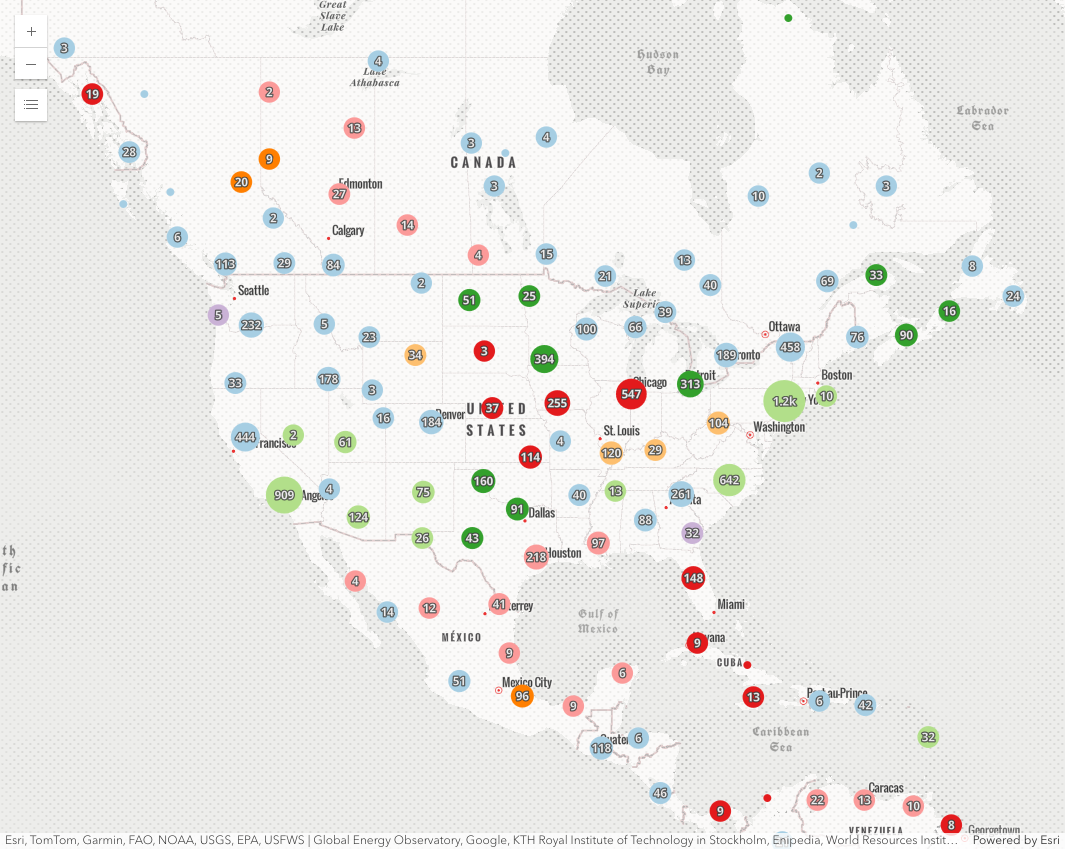 Great
Slave
Lake
+
3
−
4
Lake
Athabasca
Hudson
Bay
19
2
Labrador
Sea
13
4
3
28
9
CANADA
2
20
3
3
27
Edmonton
10
2
14
6
Calgary
4
15
13
113
29
84
21
8
69
33
2
40
24
Seattle
51
25
Lake
Superi
39
16
5
232
5
100
66
Ottawa
90
23
76
458
34
3
394
189
ronto
33
178
3
547
Chicago
313
Detroit
Boston
37
UNITED
255
1.2k
Yo
10
16
184
Denver
104
Washington
444
Francisco
2
61
STATES
4
St. Louis
114
120
29
160
642
909
Angel
4
75
40
13
261
nta
124
91
Dallas
88
26
43
32
th
fic
an
218
Houston
97
4
148
12
41
terrey
Miami
14
Gulf of
Mexico
MÉXICO
9
vana
9
CUBA
6
51
Mexico City
96
9
13
Port-au-Prince
6
42
118
Guatem
6
Caribbean
Sea
32
46
Caracas
22
13
10
9
8
VENEZUELA
Georgetown
Esri, TomTom, Garmin, FAO, NOAA, USGS, EPA, USFWS | Global Energy Observatory, Google, KTH Royal Institute of Technology in Stockholm, Enipedia, World Resources Instit… Powered by Esri